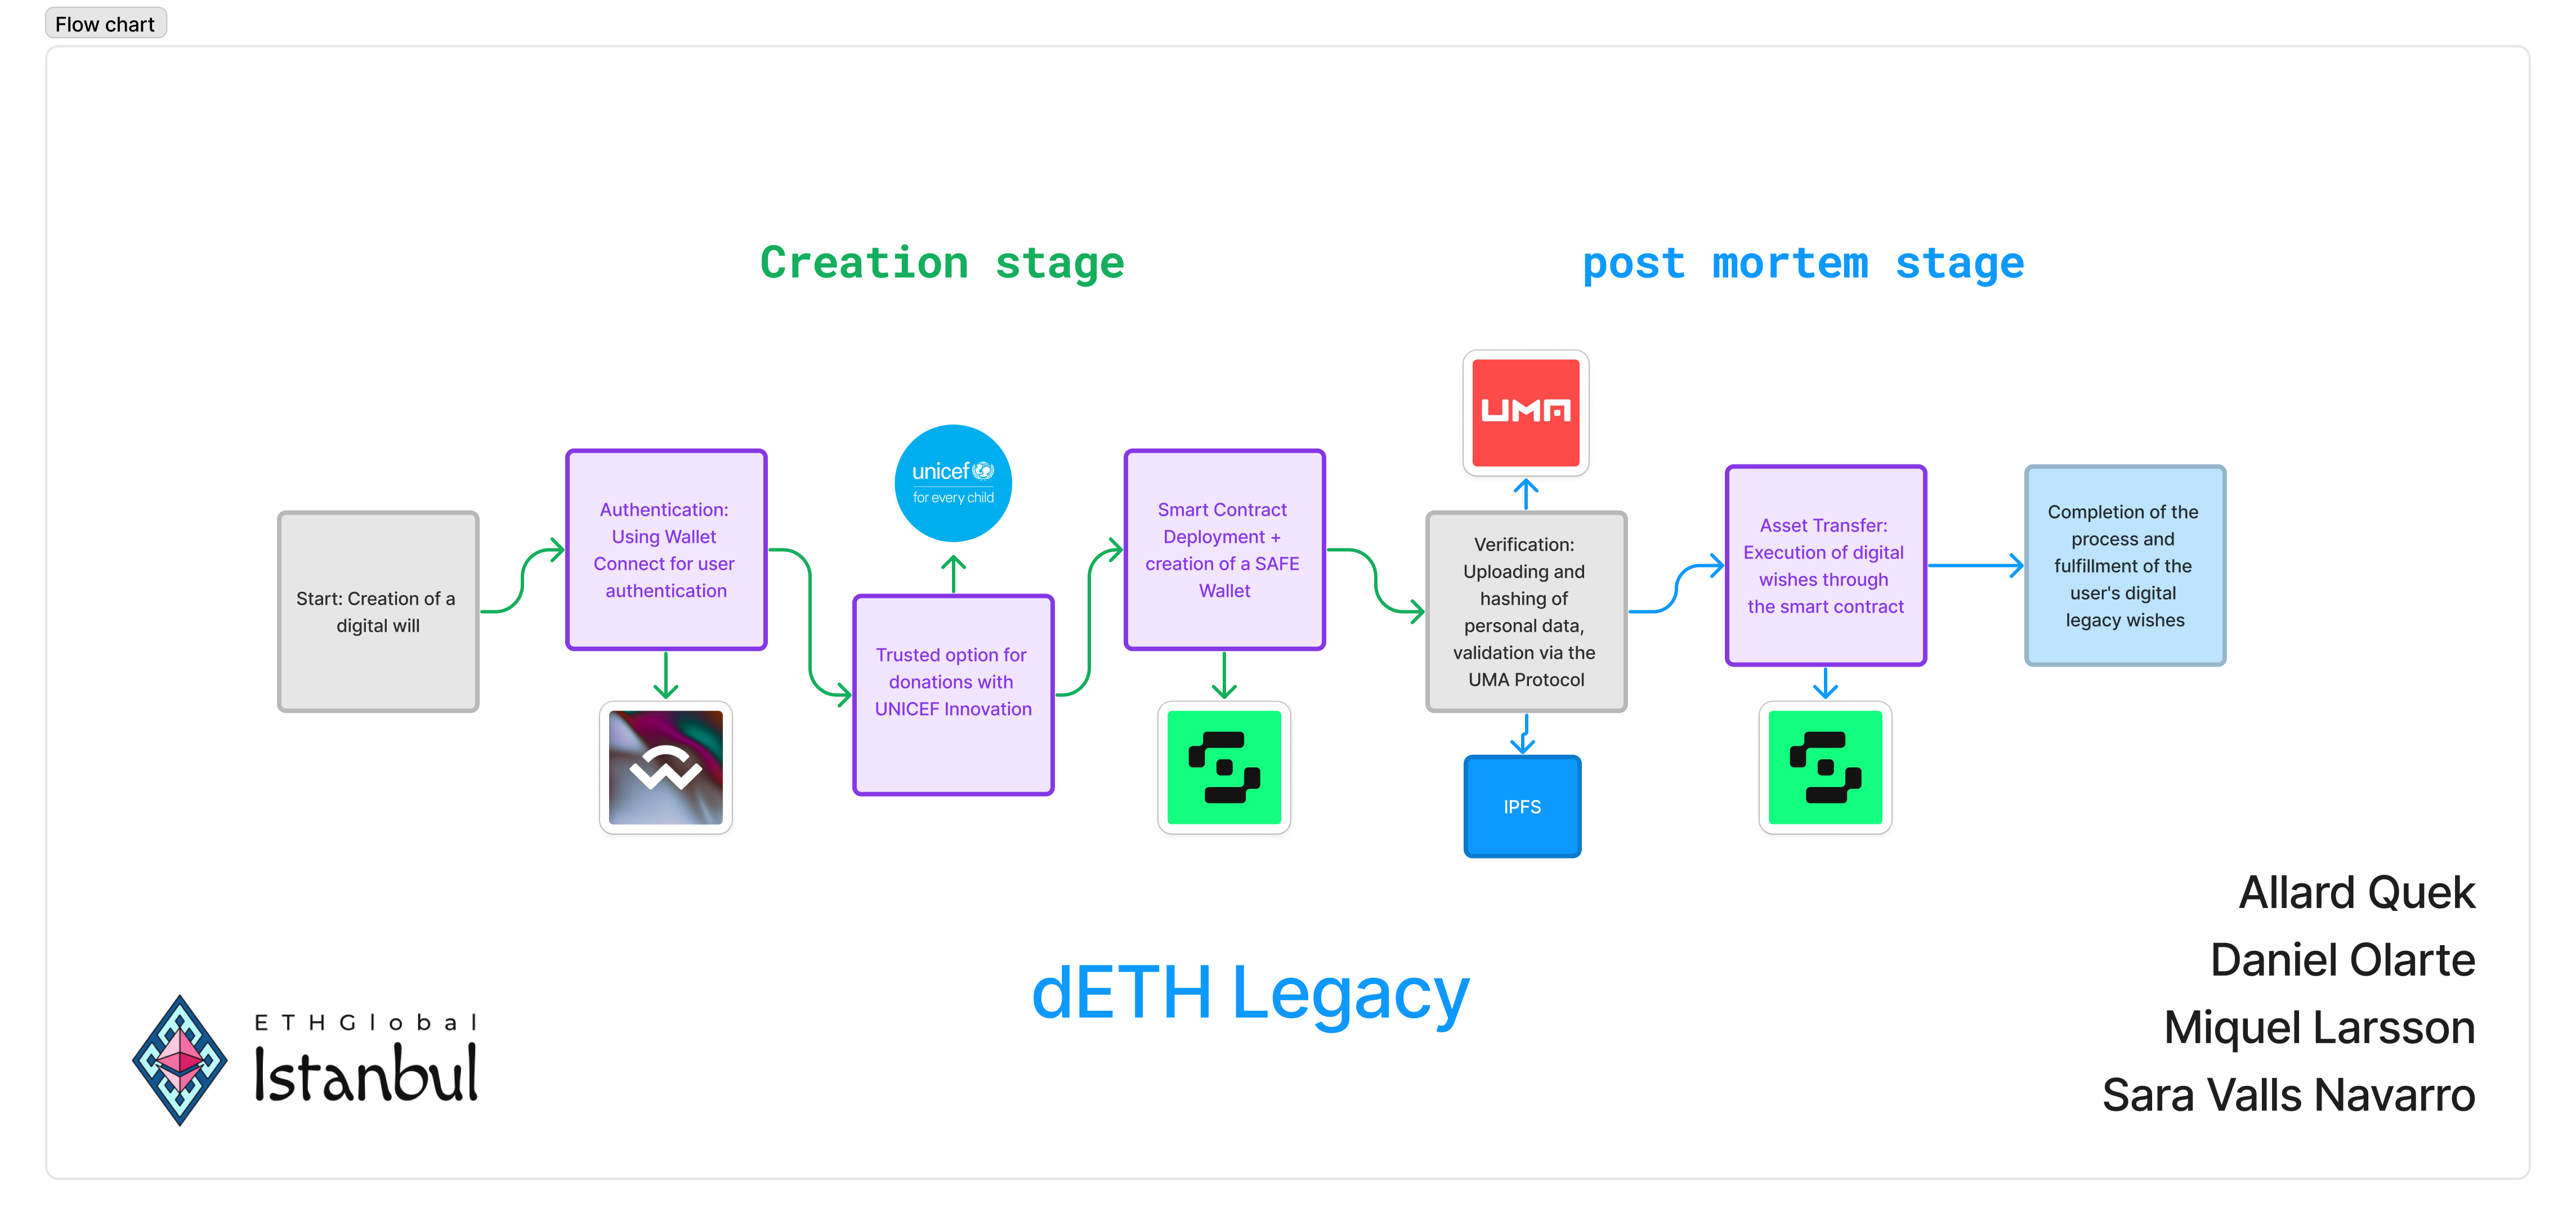 Flow chart
Creation stage
post mortem stage
Start: Creation of a
digital will
Authentication:
Using Wallet
Connect for user
authentication
unicef
for every child
Trusted option for
donations with
UNICEF Innovation
Smart Contract
Deployment +
creation of a SAFE
Wallet
UMA
Verification:
Uploading and
hashing of
personal data,
validation via the
UMA Protocol
IPFS
Asset Transfer:
Execution of digital
wishes through
the smart contract
Completion of the
process and
fulfillment of the
user's digital
legacy wishes
dETH Legacy
ETHGlobal
Istanbul
Allard Quek
Daniel Olarte
Miquel Larsson
Sara Valls Navarro